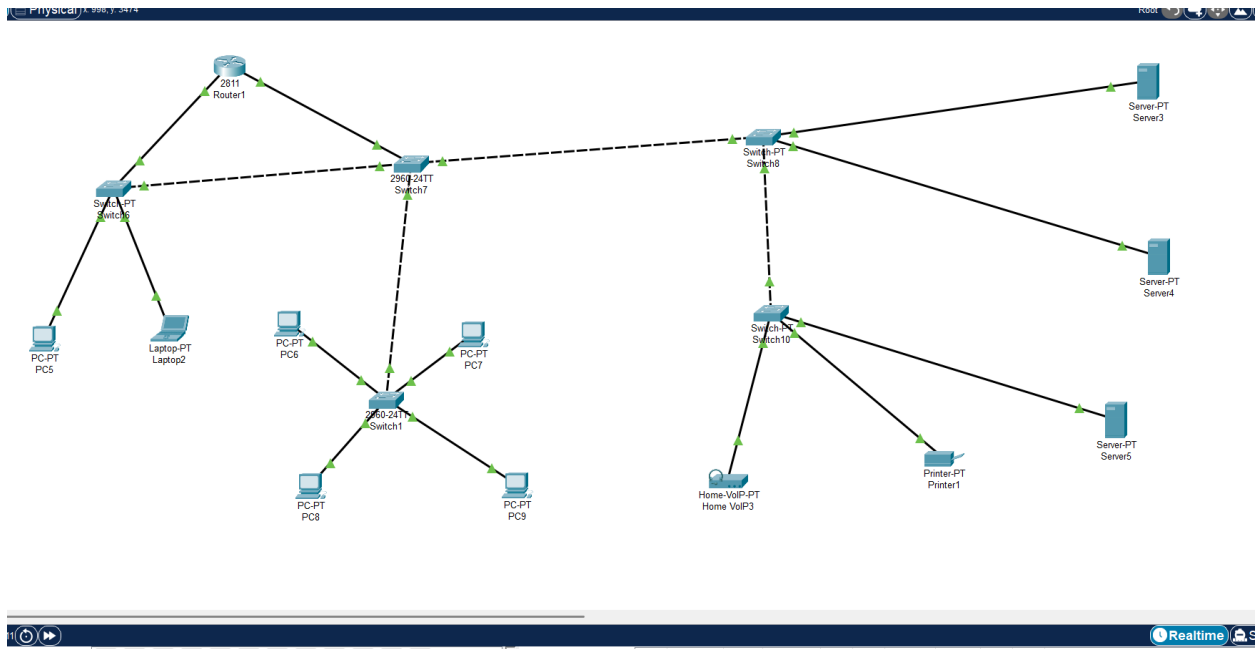 Physical x: 998, y: 3474
Root
2811
Router1
Server-PT
Server3
Switch-PT
Switch8
2960-24TT
Switch7
Switch-PT
Switch6
Server-PT
Server4
PC-PT
PC5
Laptop-PT
Laptop2
PC-PT
PC6
PC-PT
PC7
Switch-PT
Switch10
2960-24TT
Switch1
Server-PT
Server5
PC-PT
PC8
PC-PT
PC9
Home-VoIP-PT
Home VoIP3
Printer-PT
Printer1
Realtime
S